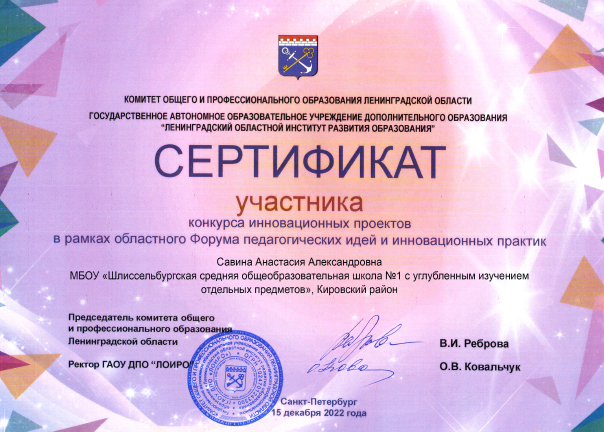 КОМИТЕТ ОБЩЕГО И ПРОФЕССИОНАЛЬНОГО ОБРАЗОВАНИЯ ЛЕНИНГРАДСКОЙ ОБЛАСТИ
ГОСУДАРСТВЕННОЕ АВТОНОМНОЕ ОБРАЗОВАТЕЛЬНОЕ УЧРЕЖДЕНИЕ ДОПОЛНИТЕЛЬНОГО ОБРАЗОВАНИЯ
"ЛЕНИНГРАДСКИЙ ОБЛАСТНОЙ ИНСТИТУТ РАЗВИТИЯ ОБРАЗОВАНИЯ"
СЕРТИФИКАТ
участника
конкурса инновационных проектов
в рамках областного Форума педагогических идей и инновационных практик
Савина Анастасия Александровна
МБОУ «Шлиссельбургская средняя общеобразовательная школа №1 с углубленным изучением
отдельных предметов», Кировский район
Председатель комитета общего
и профессионального образования
Ленинградской области
В.И. Реброва
Ректор ГАОУ ДПО "ЛОИРО"
О.В. Ковальчук
Санкт-Петербург
15 декабря 2022 года